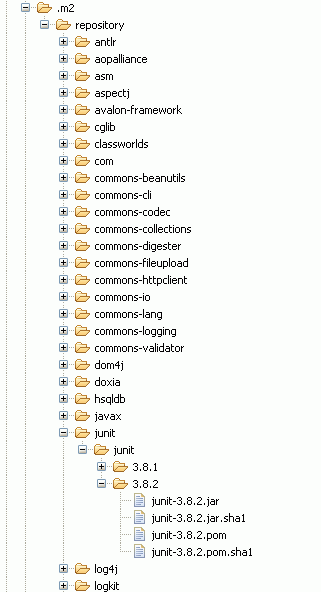 .m2
repository
antlr
aopalliance
asm
aspectj
avalon-framework
cglib
classworlds
com
commons-beanutils
commons-cli
commons-codec
commons-collections
commons-digester
commons-fileupload
commons-httpclient
commons-io
commons-lang
commons-logging
commons-validator
dom4j
doxia
hsqldb
javax
junit
junit
3.8.1
3.8.2
junit-3.8.2.jar
junit-3.8.2.jar.sha1
junit-3.8.2.pom
junit-3.8.2.pom.sha1
log4j
logkit